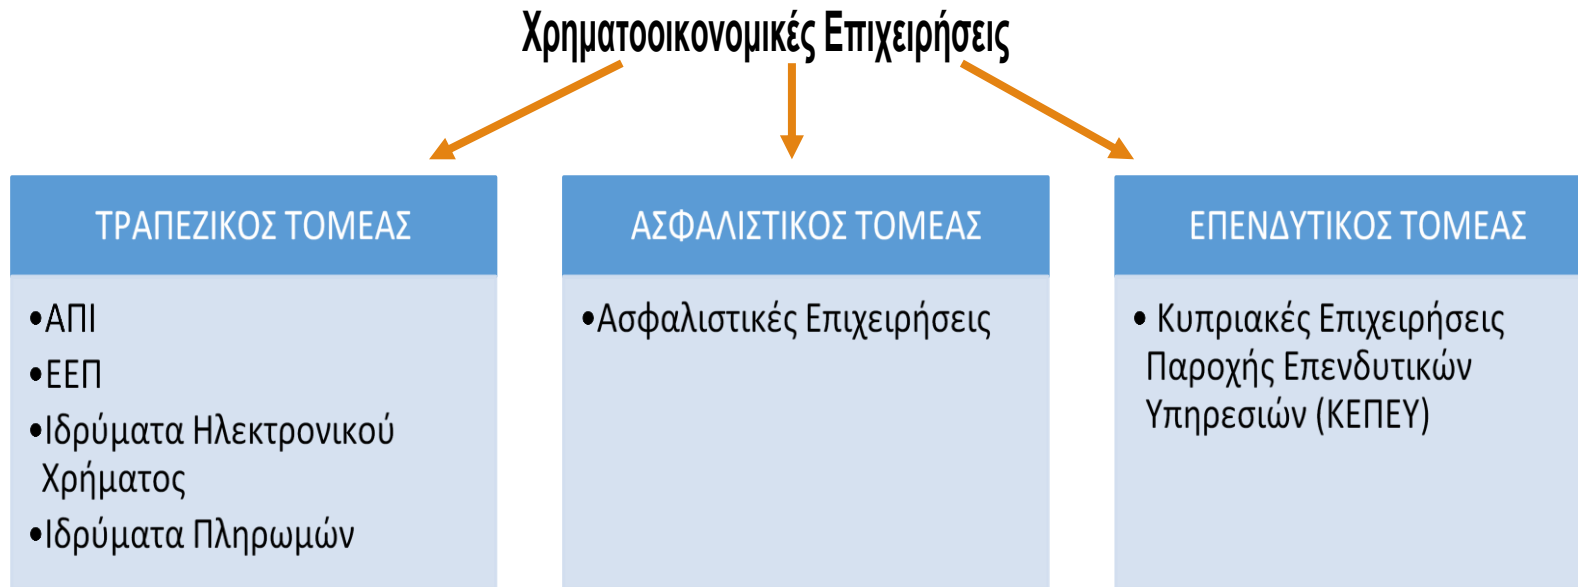 Χρηματοοικονομικές Επιχειρήσεις
ΤΡΑΠΕΖΙΚΟΣ ΤΟΜΕΑΣ
•ΑΠΙ
•ΕΕΠ
•Ιδρύματα Ηλεκτρονικού
Χρήματος
•Ιδρύματα Πληρωμών
ΑΣΦΑΛΙΣΤΙΚΟΣ ΤΟΜΕΑΣ
•Ασφαλιστικές Επιχειρήσεις
ΕΠΕΝΔΥΤΙΚΟΣ ΤΟΜΕΑΣ
• Κυπριακές Επιχειρήσεις
Παροχής Επενδυτικών
Υπηρεσιών (ΚΕΠΕΥ)